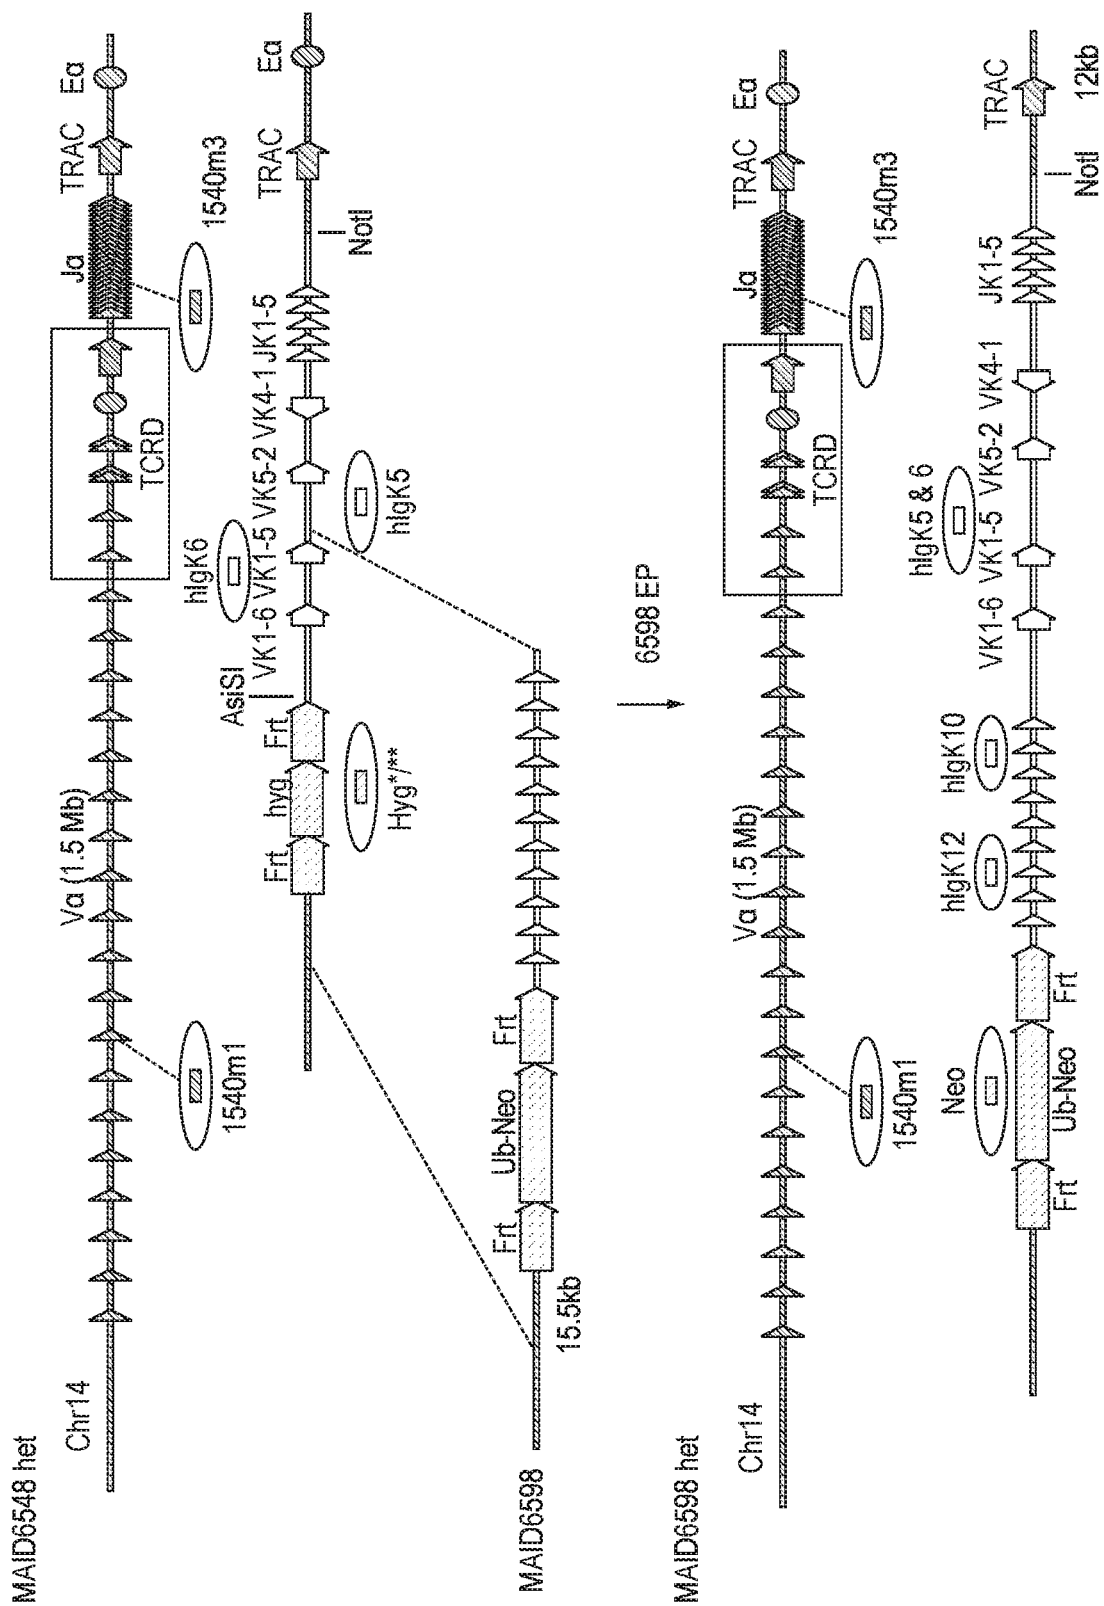 MAID6548 het
Chr14
Va (1.5 Mb)
TCRD
Ja
TRAC
Ea
1540m1
1540m3
hIgK6
AsiSI
VK1-6 VK1-5 VK5-2 VK4-1 JK1-5
TRAC
Ea
Frt
hyg
Frt
NotI
Hyg*/**
hIgK5
MAID6598
15.5kb
Frt
Ub-Neo
Frt
6598 EP
MAID6598 het
Chr14
Va (1.5 Mb)
TCRD
Ja
TRAC
Ea
1540m1
1540m3
Neo
hIgK12
hIgK10
hIgK5 & 6
VK1-6 VK1-5 VK5-2 VK4-1
JK1-5
TRAC
Frt
Ub-Neo
Frt
NotI
12kb